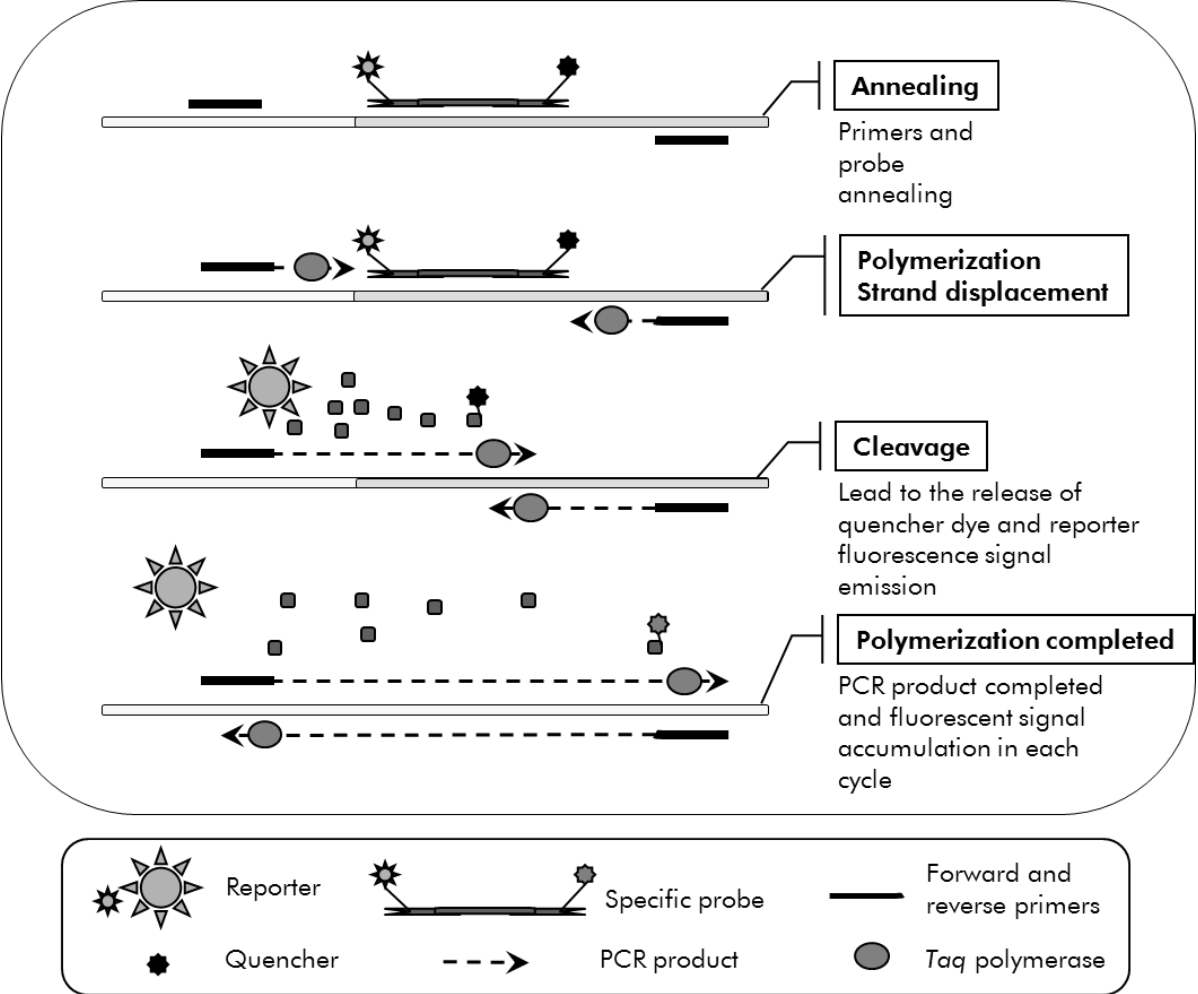 Annealing
Primers and
probe
annealing
Polymerization
Strand displacement
Cleavage
Lead to the release of
quencher dye and reporter
fluorescence signal
emission
Polymerization completed
PCR product completed
and fluorescent signal
accumulation in each
cycle
Reporter
Specific probe
Forward and
reverse primers
Quencher
PCR product
Taq polymerase